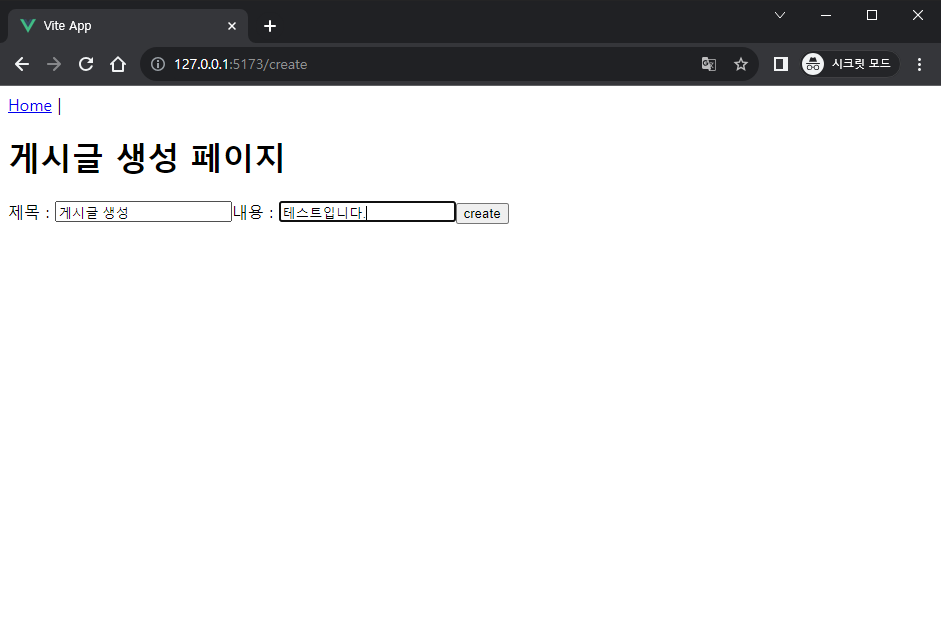 Vite App
127.0.0.1:5173/create
시크릿 모드
Home |
게시글 생성 페이지
제목 : 게시글 생성 내용 : 테스트입니다. create